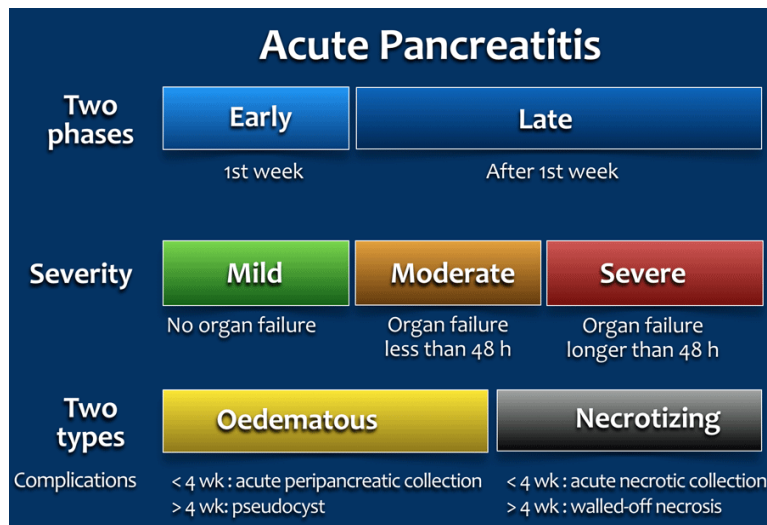 Acute Pancreatitis
Two
phases
Early
Late
1st week
After 1st week
Severity
Mild
Moderate
Severe
No organ failure
Organ failure
less than 48 h
Organ failure
longer than 48 h
Two
types
Oedematous
Necrotizing
Complications
< 4 wk : acute peripancreatic collection
> 4 wk: pseudocyst
< 4 wk : acute necrotic collection
> 4 wk : walled-off necrosis